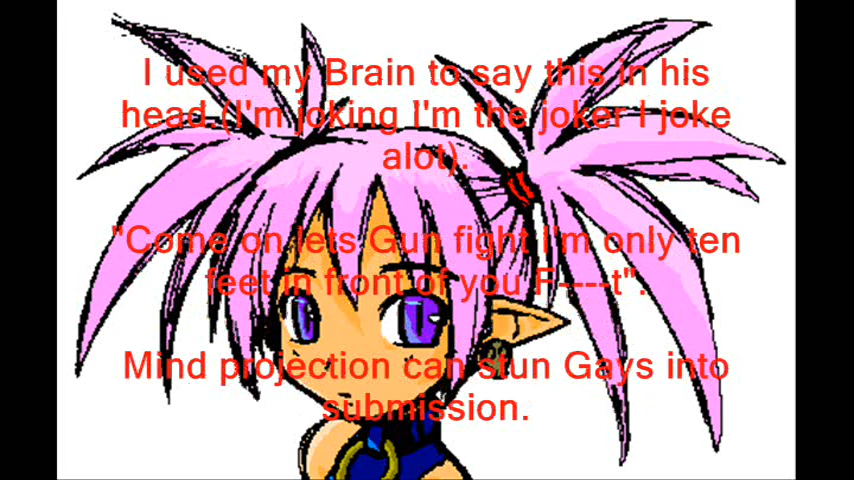 I used my Brain to say this in his
head.(I'm joking I'm the joker I joke
alot).
"Come on lets Gun fight I'm only ten
feet in front of you F----t".
Mind projection can stun Gays into
submission.